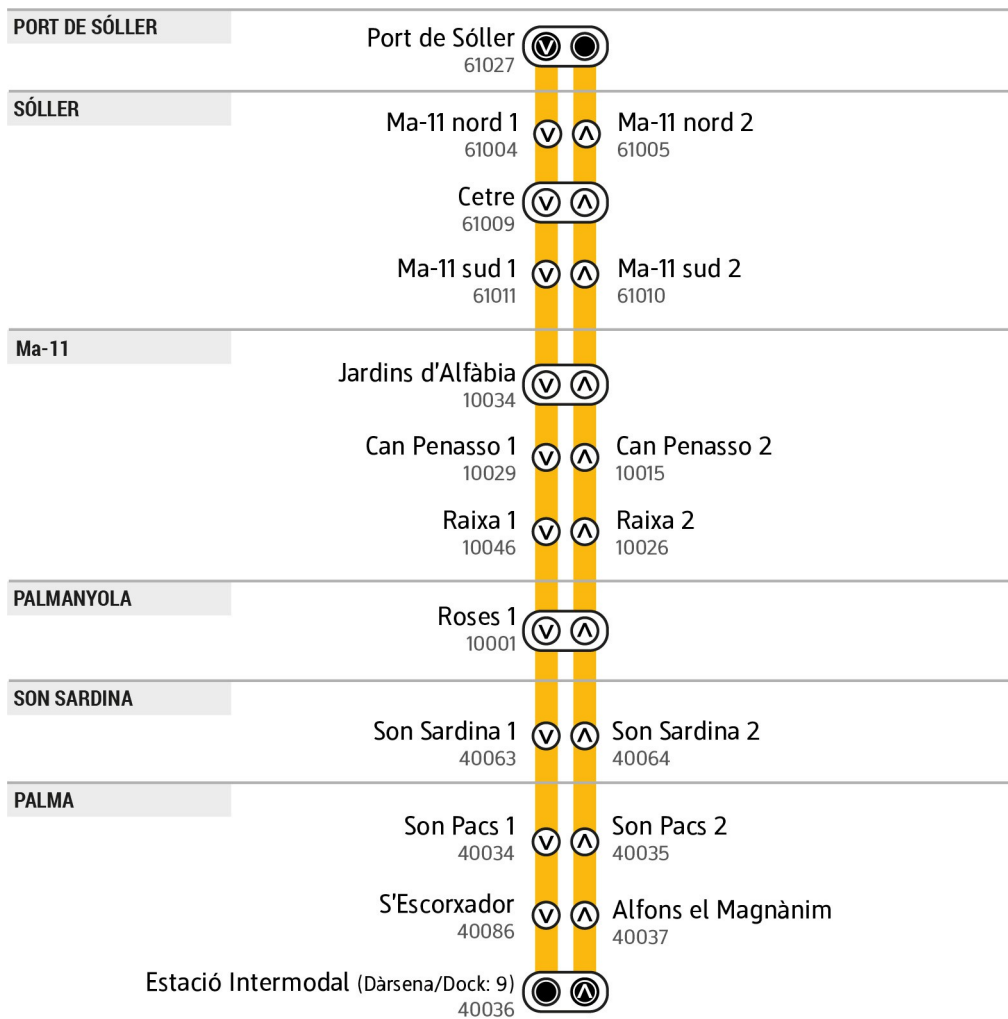 PORT DE SÓLLER
Port de Sóller
61027
SÓLLER
Ma-11 nord 1
61004
Ma-11 nord 2
61005
Cetre
61009
Ma-11 sud 1
61011
Ma-11 sud 2
61010
Ma-11
Jardins d'Alfàbia
10034
Can Penasso 1
10029
Can Penasso 2
10015
Raixa 1
10046
Raixa 2
10026
PALMANYOLA
Roses 1
10001
SON SARDINA
Son Sardina 1
40063
Son Sardina 2
40064
PALMA
Son Pacs 1
40034
Son Pacs 2
40035
S'Escorxador
40086
Alfons el Magnànim
40037
Estació Intermodal (Dàrsena/Dock: 9)
40036